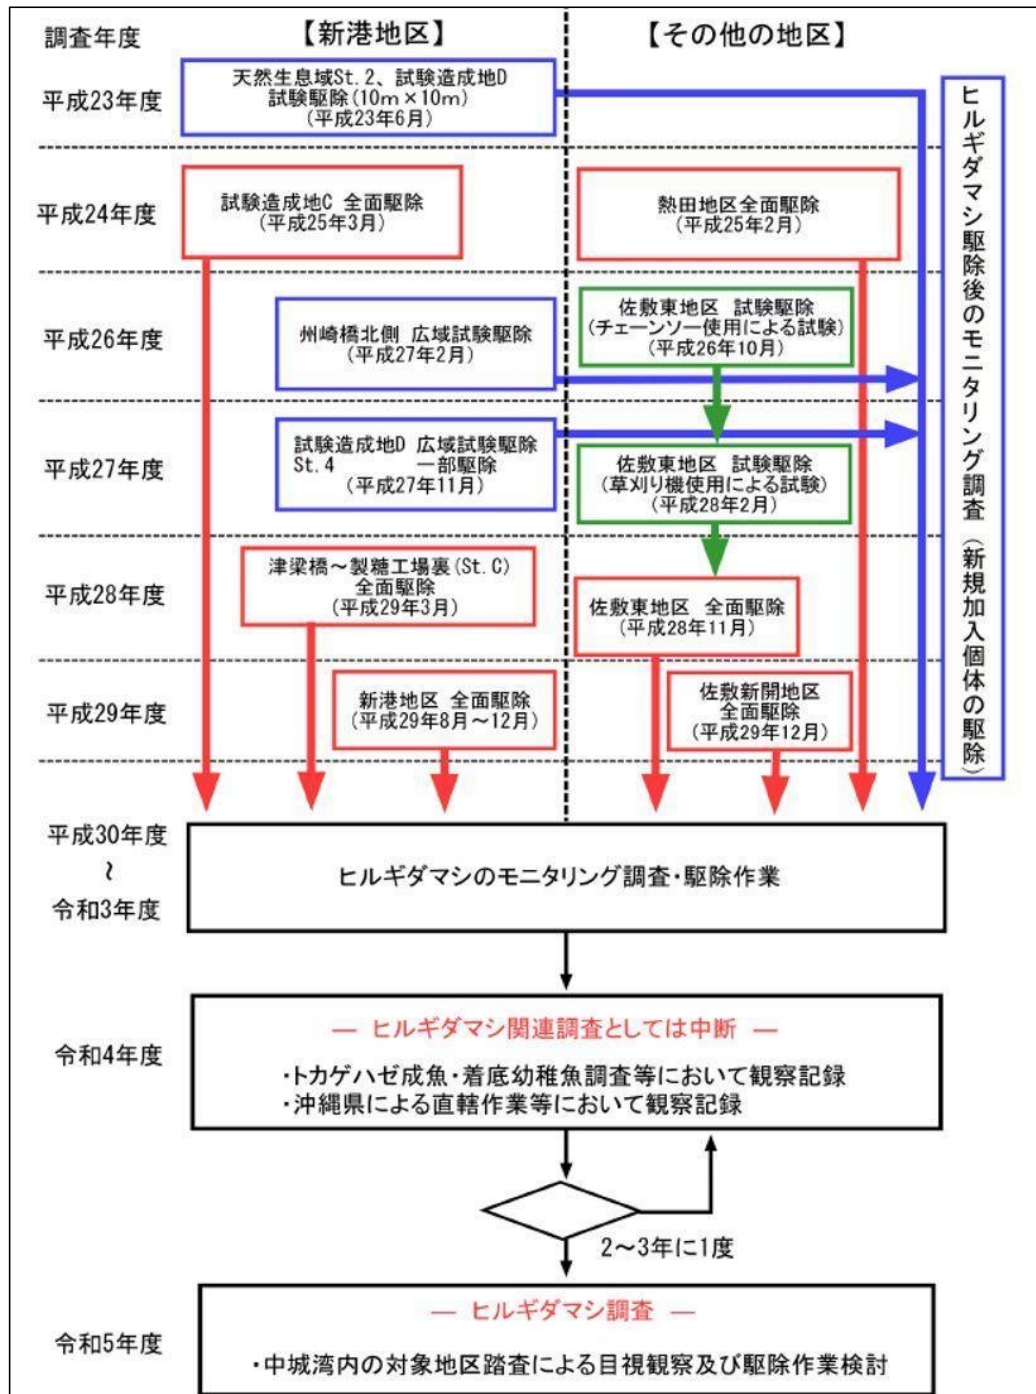 調査年度
【新港地区】
【その他の地区】
平成23年度
天然生息域St.2、試験造成地D
試験駆除(10m×10m)
(平成23年6月)
ヒルギダマシ駆除後のモニタリング調査(新規加入個体の駆除)
平成24年度
試験造成地C 全面駆除
(平成25年3月)
熱田地区全面駆除
(平成25年2月)
平成26年度
州崎橋北側 広域試験駆除
(平成27年2月)
佐敷東地区 試験駆除
(チェーンソー使用による試験)
(平成26年10月)
平成27年度
試験造成地D 広域試験駆除
St.4 一部駆除
(平成27年11月)
佐敷東地区 試験駆除
(草刈り機使用による試験)
(平成28年2月)
平成28年度
津梁橋～製糖工場裏(St.C)
全面駆除
(平成29年3月)
佐敷東地区 全面駆除
(平成28年11月)
平成29年度
新港地区 全面駆除
(平成29年8月～12月)
佐敷新開地区
全面駆除
(平成29年12月)
平成30年度
～
令和3年度
ヒルギダマシのモニタリング調査・駆除作業
令和4年度
― ヒルギダマシ関連調査としては中断 ―
・トカゲハゼ成魚・着底幼稚魚調査等において観察記録
・沖縄県による直轄作業等において観察記録
2～3年に1度
令和5年度
― ヒルギダマシ調査 ―
・中城湾内の対象地区踏査による目視観察及び駆除作業検討